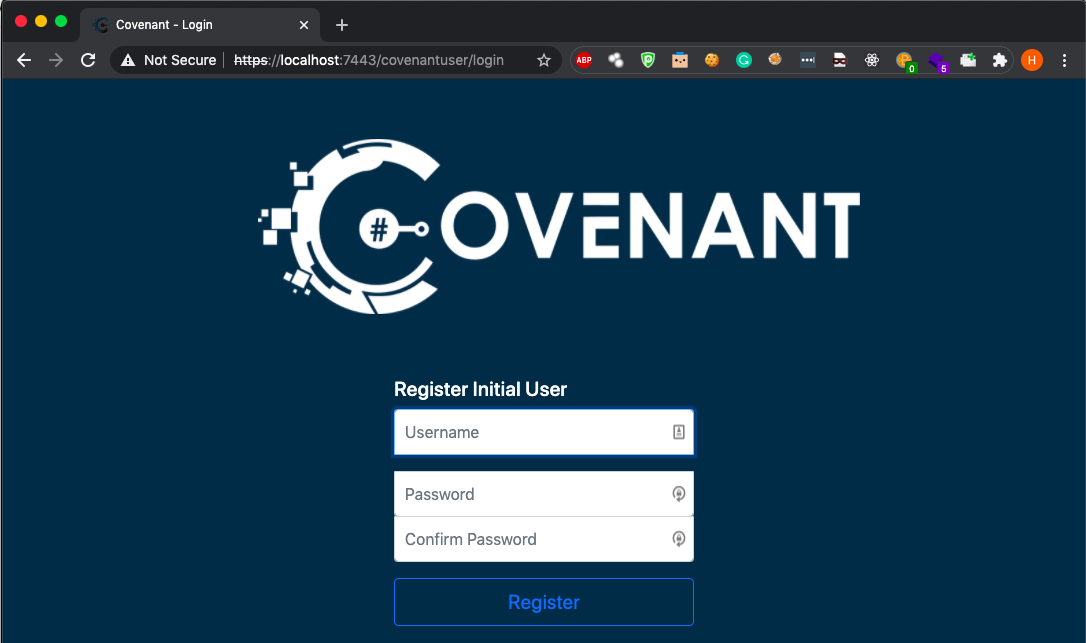 Covenant - Login
Not Secure https://localhost:7443/covenantuser/login ABP G 0 5 H
#
COVENANT
Register Initial User
Username
Password
Confirm Password
Register